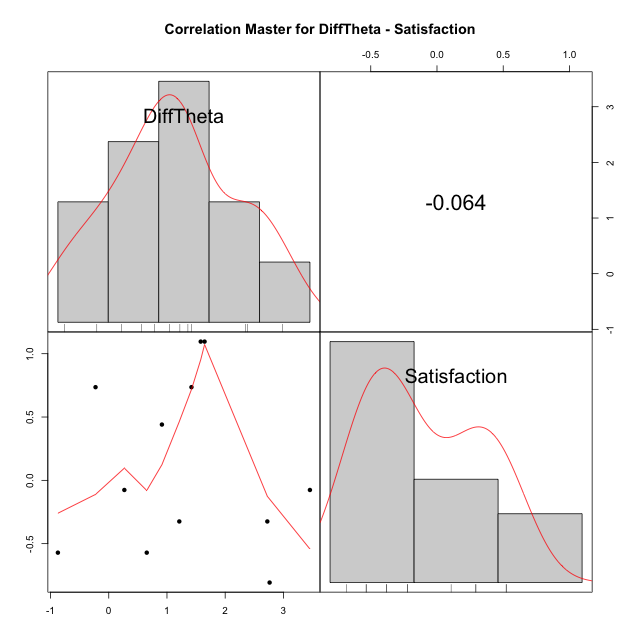 Correlation Master for DiffTheta - Satisfaction
-0.5 0.0 0.5 1.0
DiffTheta
-0.064
3
2
1
0
-1
Satisfaction
1.0
0.5
0.0
-0.5
-1 0 1 2 3